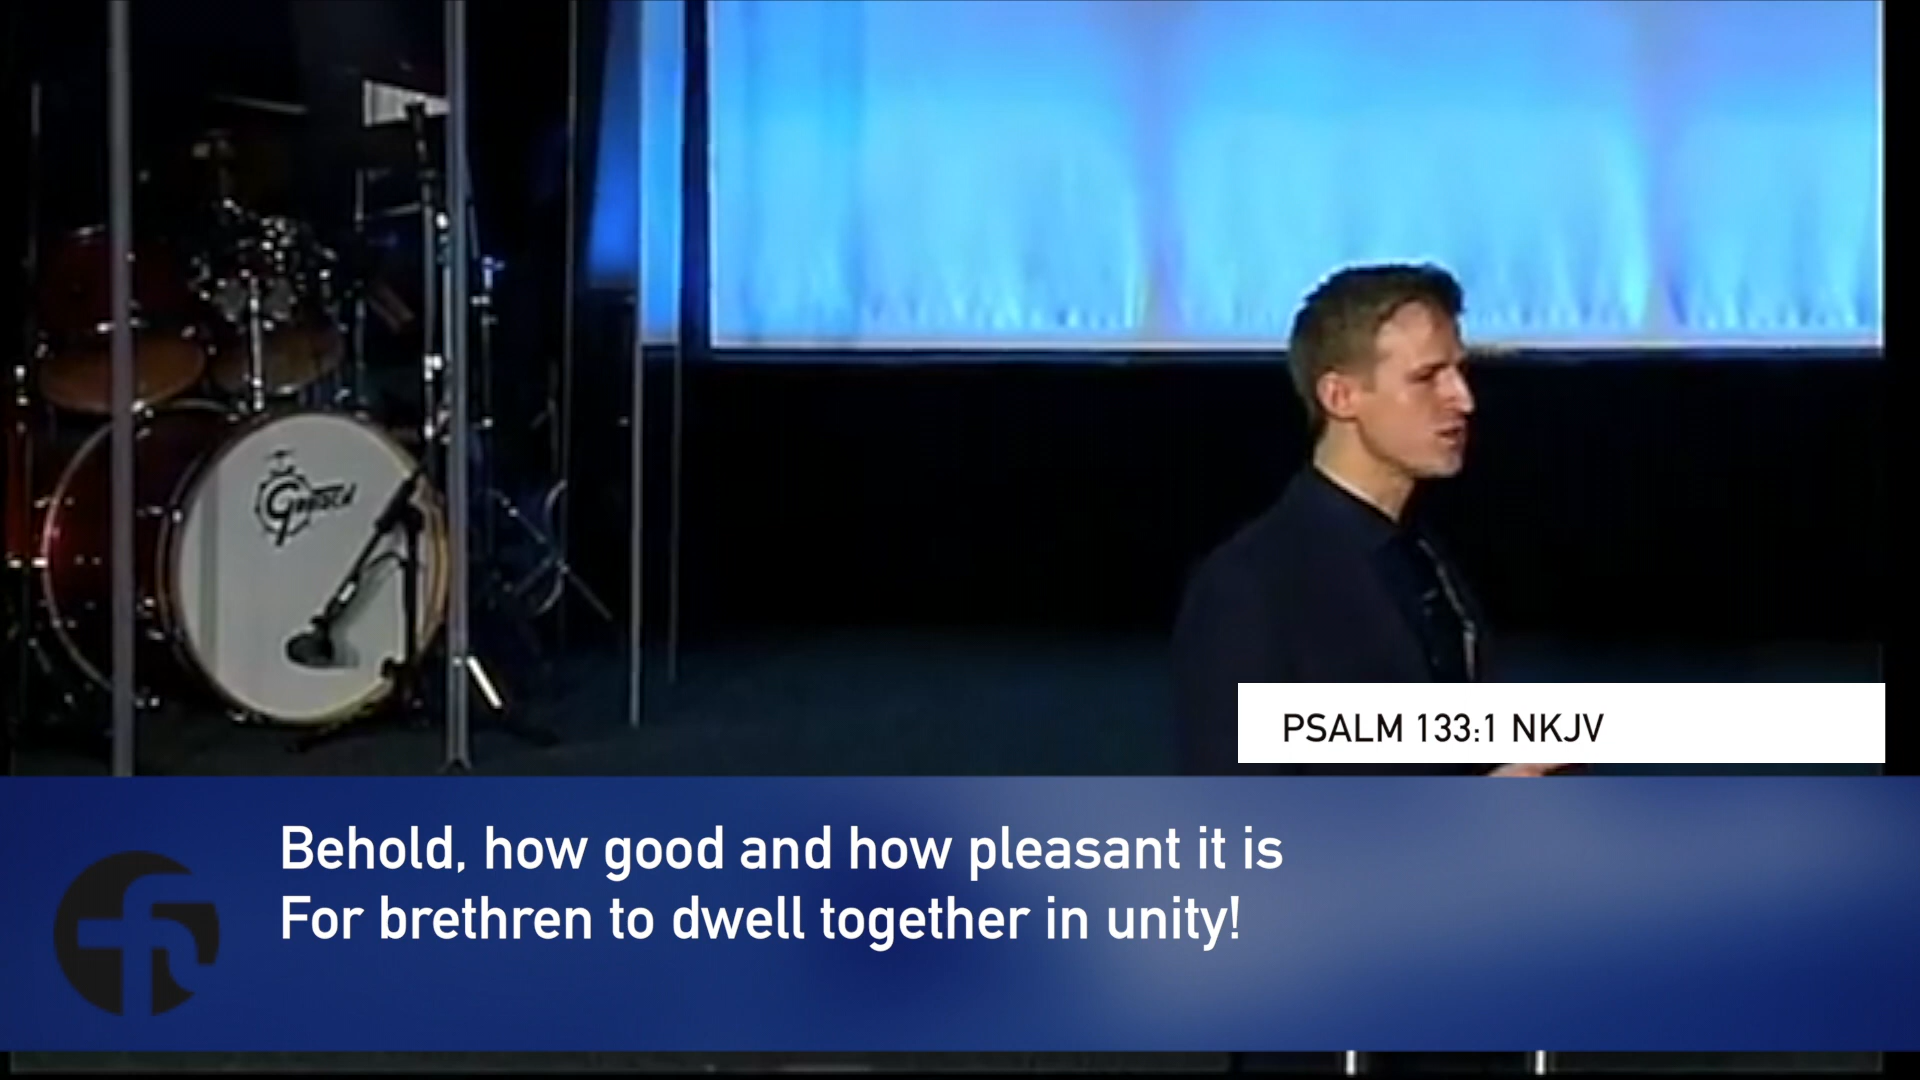 Gretsch
PSALM 133:1 NKJV
Behold, how good and how pleasant it is
For brethren to dwell together in unity!